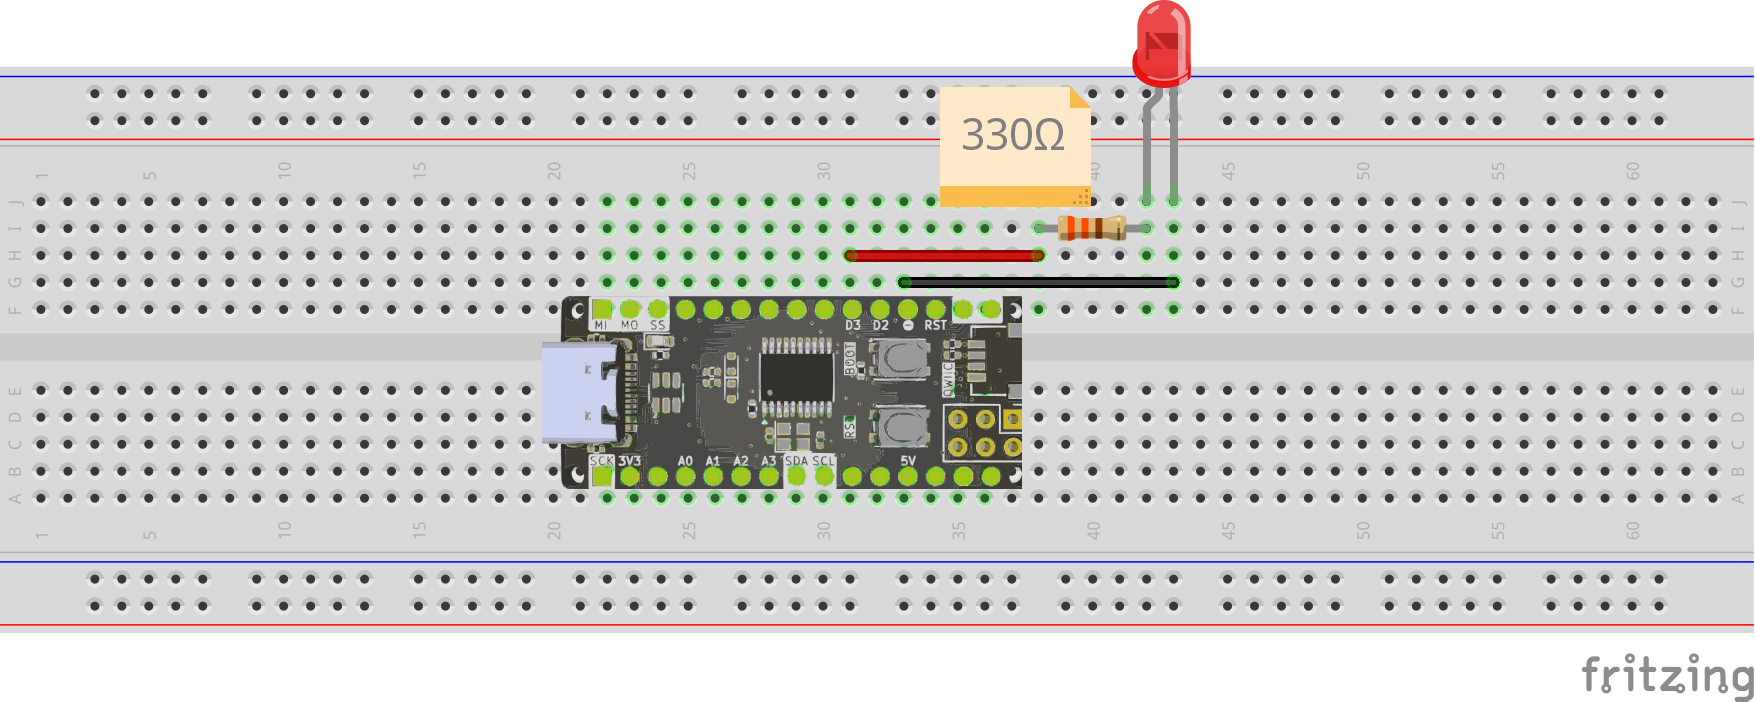 330Ω
1 5 10 15 20 25 30 40 45 50 55 60
J J
I I
H H
G G
F F
MI MO SS D3 D2 RST
BOOT
QWIIC
RST
E E
D D
C C
B B
A A
SCK 3V3 A0 A1 A2 A3 SDA SCL 5V
1 5 10 15 20 25 30 35 40 45 50 55 60
fritzing